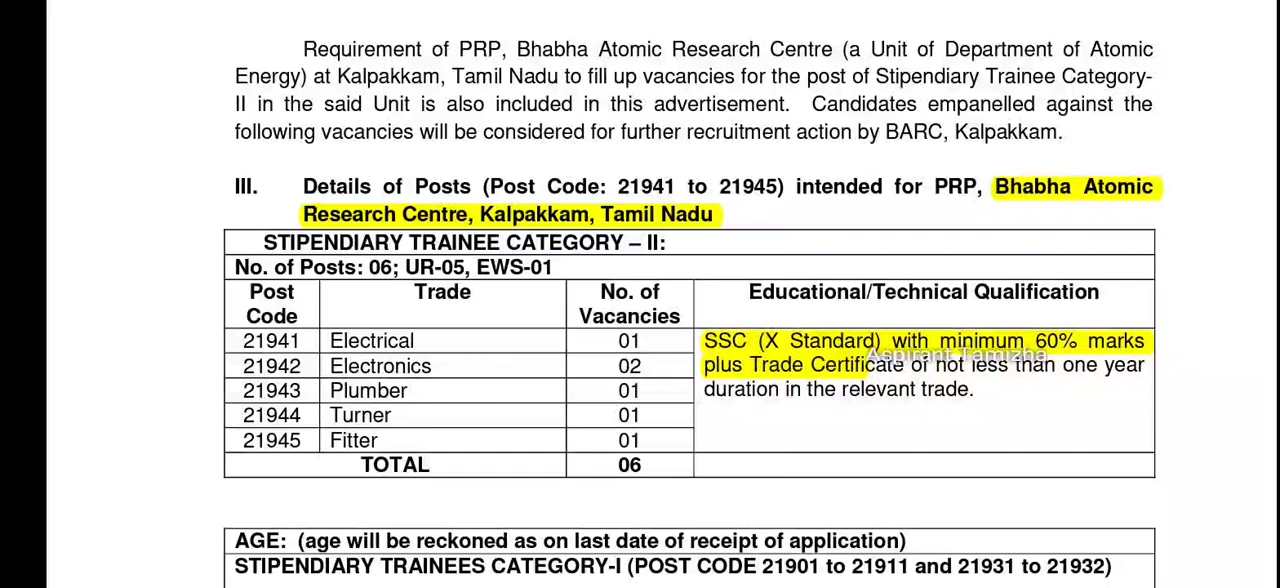 Requirement of PRP, Bhabha Atomic Research Centre (a Unit of Department of Atomic
Energy) at Kalpakkam, Tamil Nadu to fill up vacancies for the post of Stipendiary Trainee Category-
II in the said Unit is also included in this advertisement. Candidates empanelled against the
following vacancies will be considered for further recruitment action by BARC, Kalpakkam.
III. Details of Posts (Post Code: 21941 to 21945) intended for PRP, Bhabha Atomic
Research Centre, Kalpakkam, Tamil Nadu
STIPENDIARY TRAINEE CATEGORY – II:
No. of Posts: 06; UR-05, EWS-01
Post Code Trade No. of Vacancies Educational/Technical Qualification
21941 Electrical 01 SSC (X Standard) with minimum 60% marks
Aspirant Tamizha
21942 Electronics 02 plus Trade Certificate of not less than one year
21943 Plumber 01 duration in the relevant trade.
21944 Turner 01
21945 Fitter 01
TOTAL 06
AGE: (age will be reckoned as on last date of receipt of application)
STIPENDIARY TRAINEES CATEGORY-I (POST CODE 21901 to 21911 and 21931 to 21932)